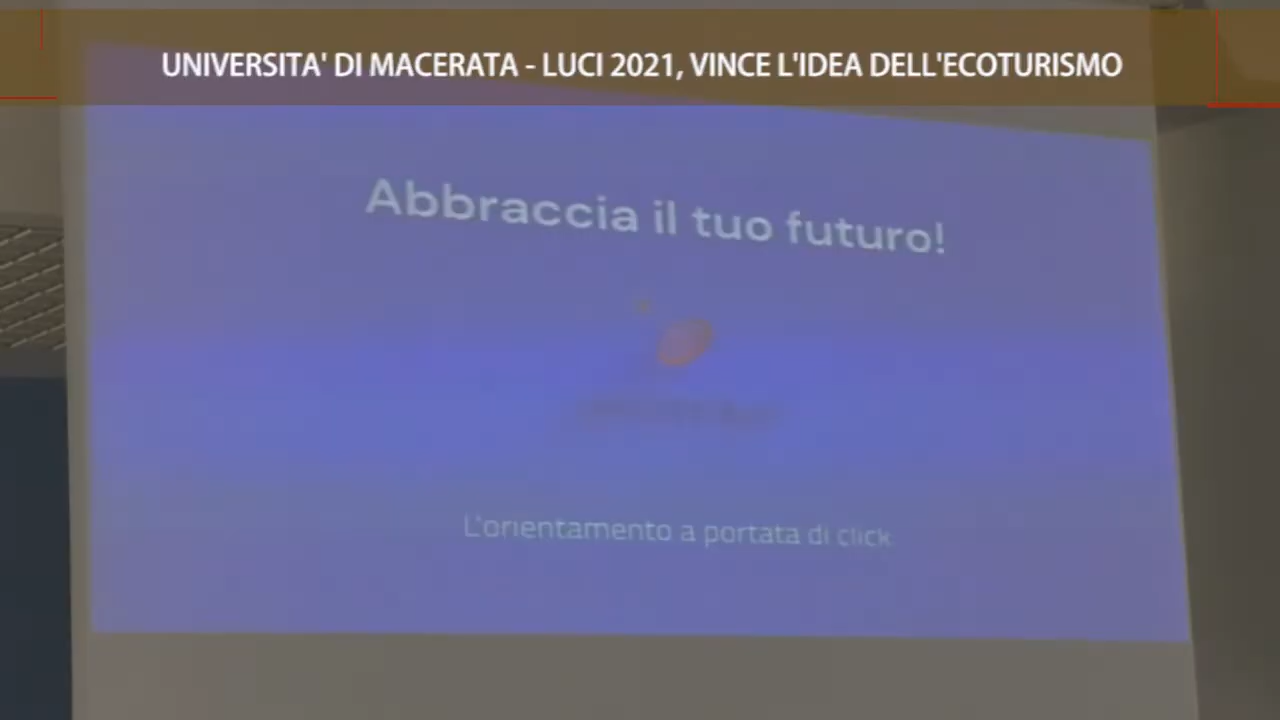 UNIVERSITA' DI MACERATA - LUCI 2021, VINCE L'IDEA DELL'ECOTURISMO
Abbraccia il tuo futuro!
L'orientamento a portata di click